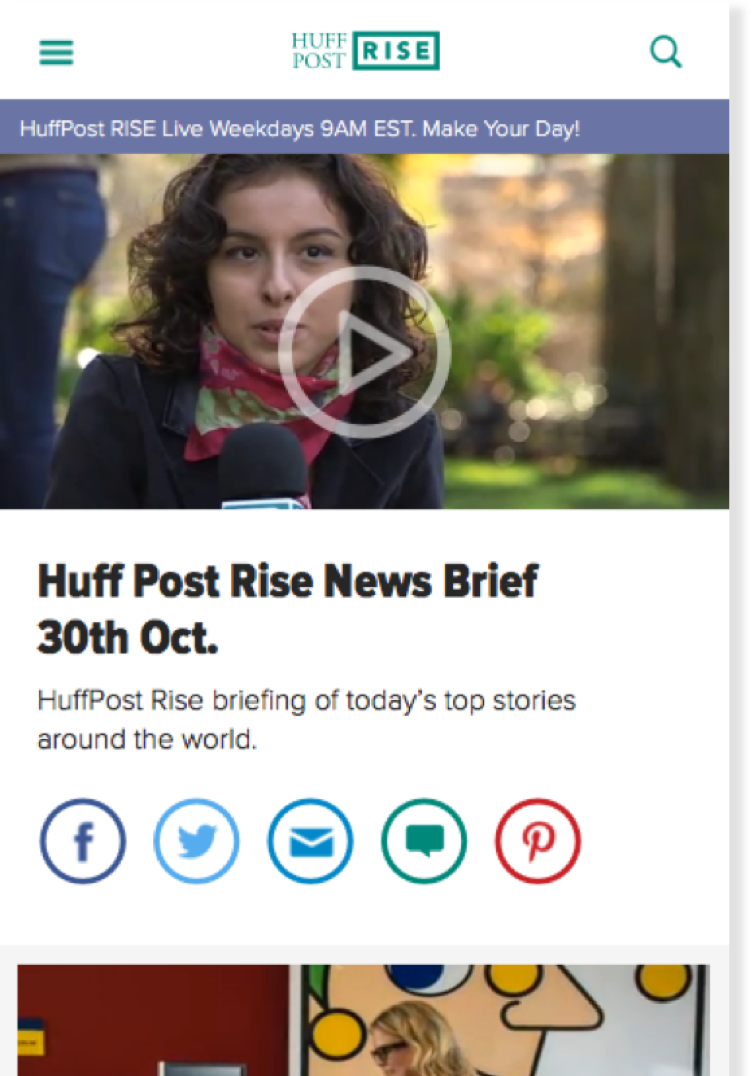 HUFF
POST RISE
HuffPost RISE Live Weekdays 9AM EST. Make Your Day!
Huff Post Rise News Brief
30th Oct.
HuffPost Rise briefing of today's top stories
around the world.